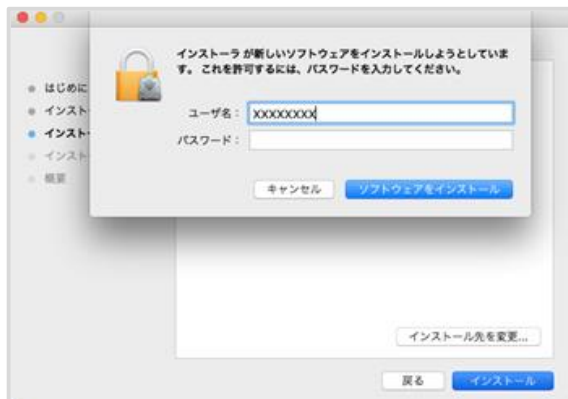 インストーラ が新しいソフトウェアをインストールしようとしていま
す。 これを許可するには、パスワードを入力してください。
ユーザ名：
XXXXXXXX
パスワード：
キャンセル
ソフトウェアをインストール
はじめに
インスト
インスト
インスト
概要
インストール先を変更...
戻る
インストール